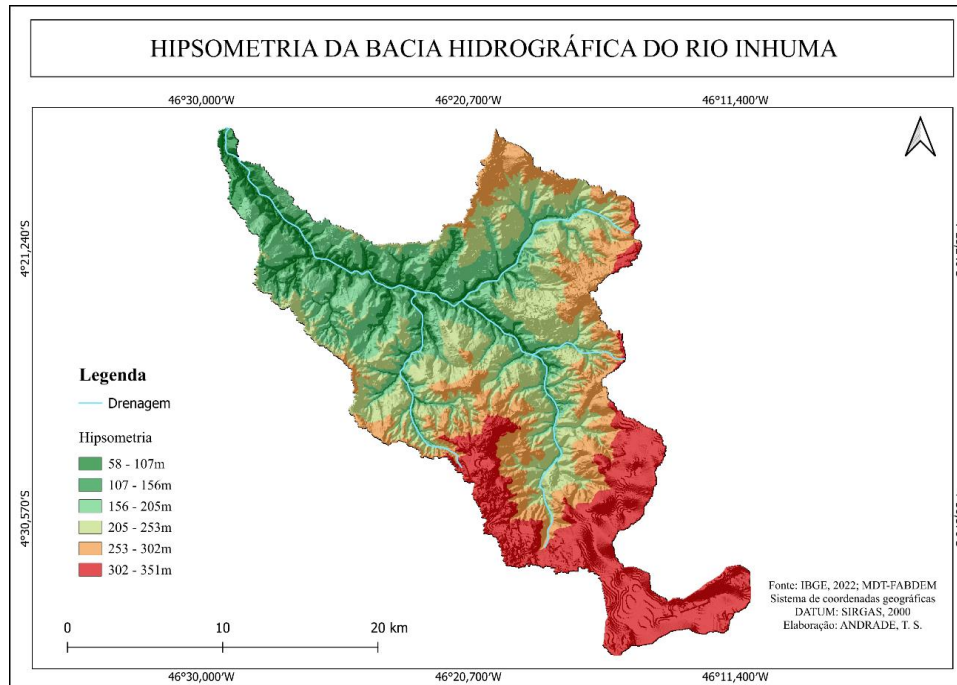 HIPSOMETRIA DA BACIA HIDROGRÁFICA DO RIO INHUMA
46°30,000'W 46°20,700'W 46°11,400'W
4°21,240'S
4°30,570'S
Legenda
Drenagem
Hipsometria
58 - 107m
107 - 156m
156 - 205m
205 - 253m
253 - 302m
302 - 351m
0 10 20 km
Fonte: IBGE, 2022; MDT-FABDEM
Sistema de coordenadas geográficas
DATUM: SIRGAS, 2000
Elaboração: ANDRADE, T. S.
46°30,000'W 46°20,700'W 46°11,400'W